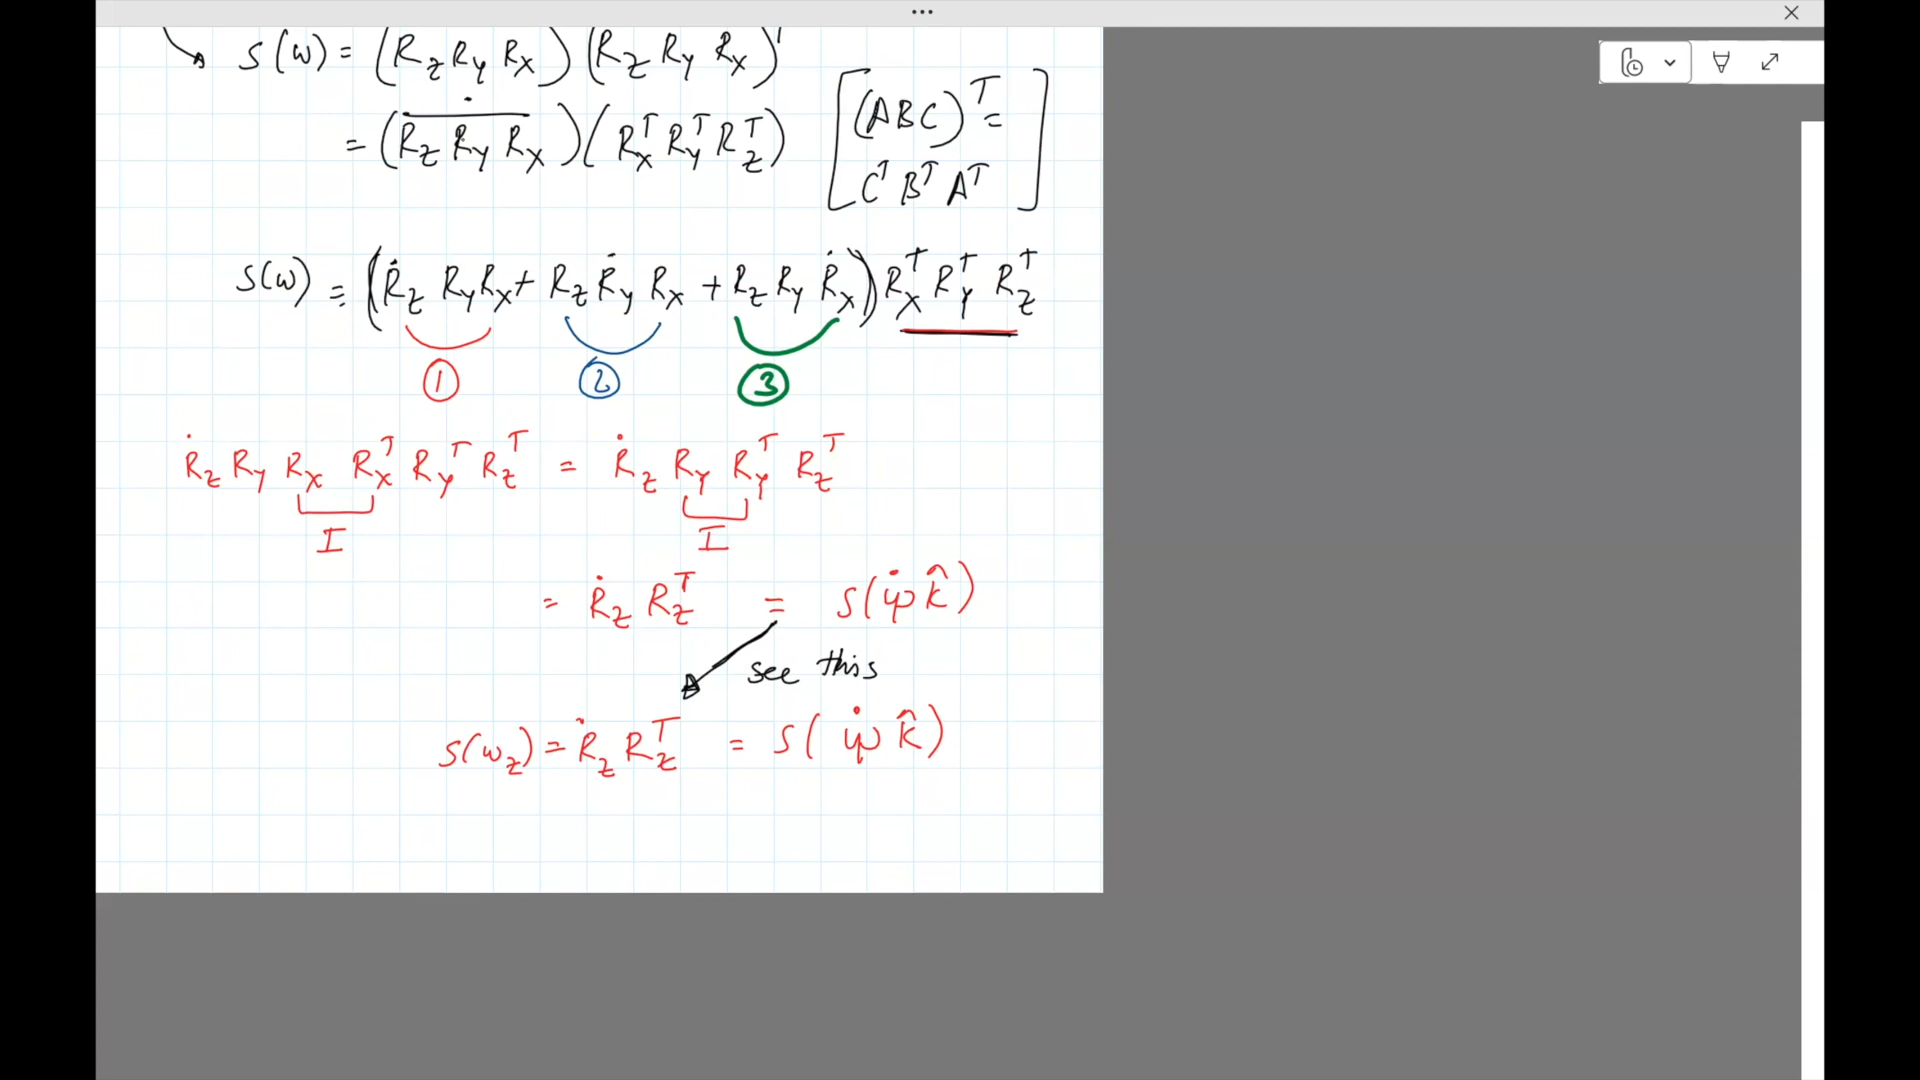 S(ω) = (R_z R_y R_x)(R_z R_y R_x)'
= (\dot{\overline{R_z R_y R_x}})(R_x^T R_y^T R_z^T)
[(ABC)^T =
C^T B^T A^T]
S(ω) = (Ṙ_z R_y R_x + R_z Ṙ_y R_x + R_z R_y Ṙ_x) R_x^T R_y^T R_z^T
① ② ③
Ṙ_z R_y R_x R_x^T R_y^T R_z^T = Ṙ_z R_y R_y^T R_z^T
I I
= Ṙ_z R_z^T = S(ψ̇ k̂)
see this
S(ω_z) = Ṙ_z R_z^T = S(ψ̇ k̂)